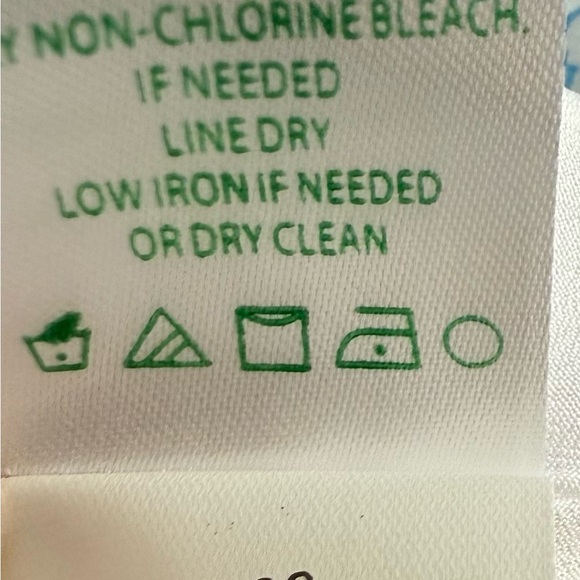 NON-CHLORINE BLEACH.
IF NEEDED
LINE DRY
LOW IRON IF NEEDED
OR DRY CLEAN